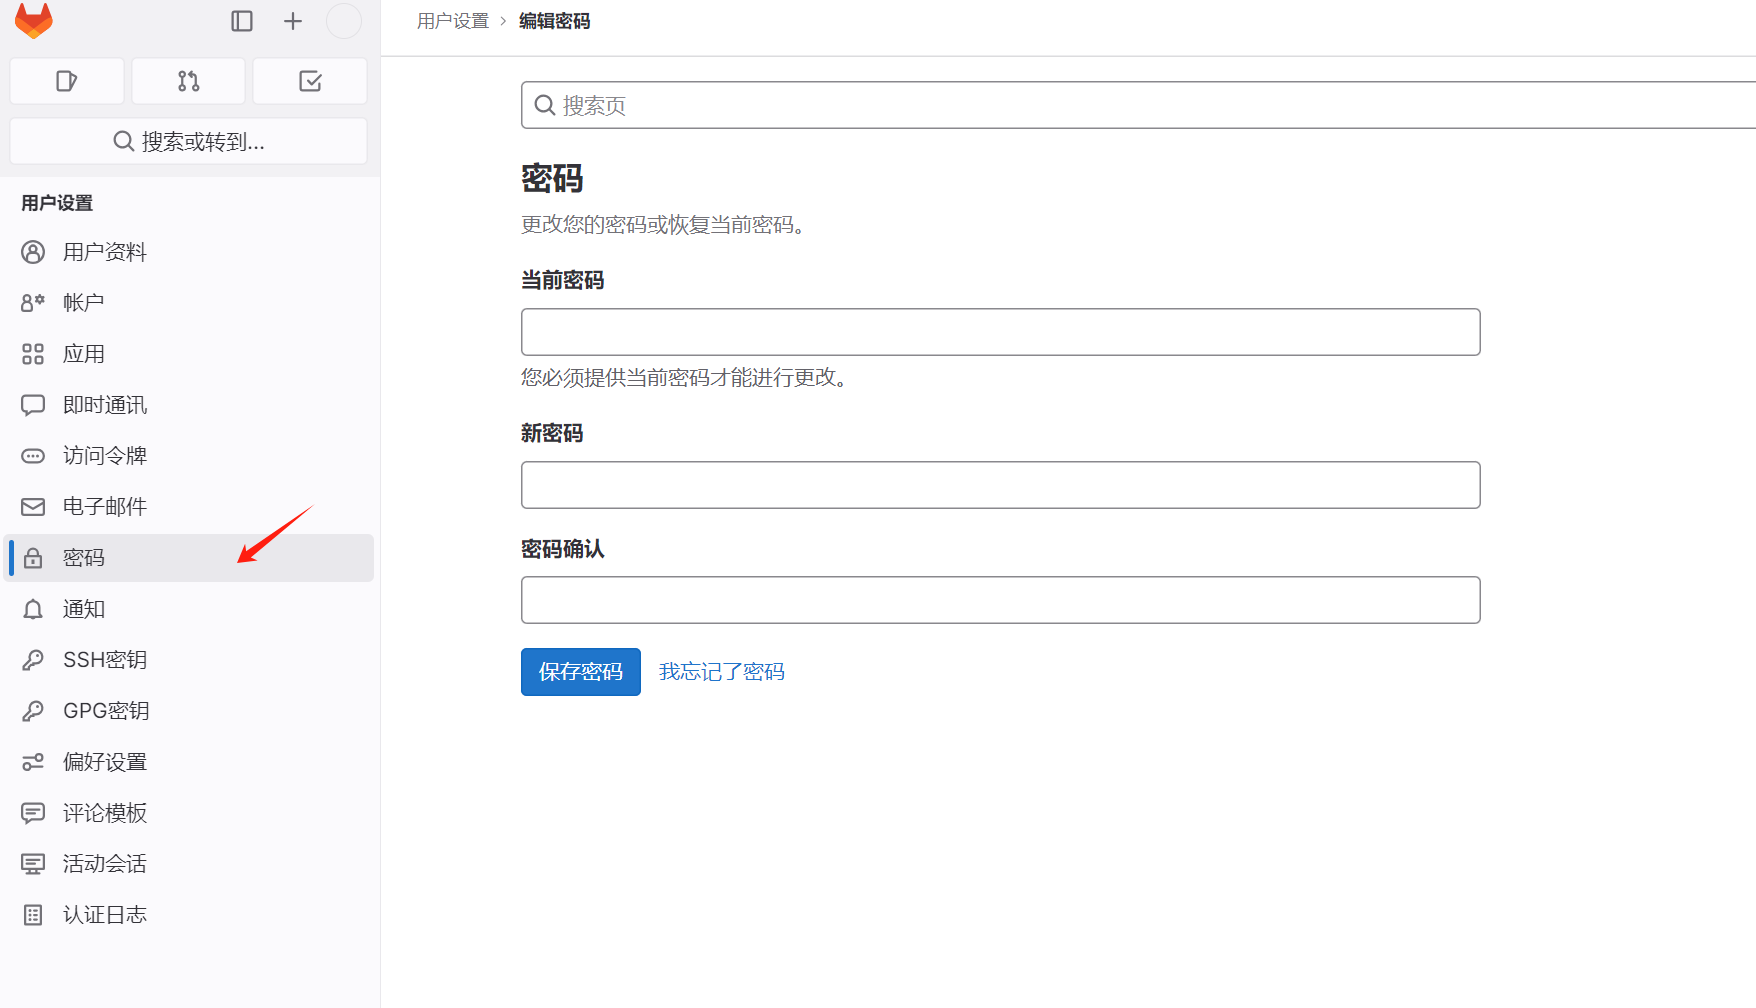 用户设置 › 编辑密码
搜索或转到...
用户设置
用户资料
帐户
应用
即时通讯
访问令牌
电子邮件
密码
通知
SSH密钥
GPG密钥
偏好设置
评论模板
活动会话
认证日志
搜索页
密码
更改您的密码或恢复当前密码。
当前密码
您必须提供当前密码才能进行更改。
新密码
密码确认
保存密码 我忘记了密码